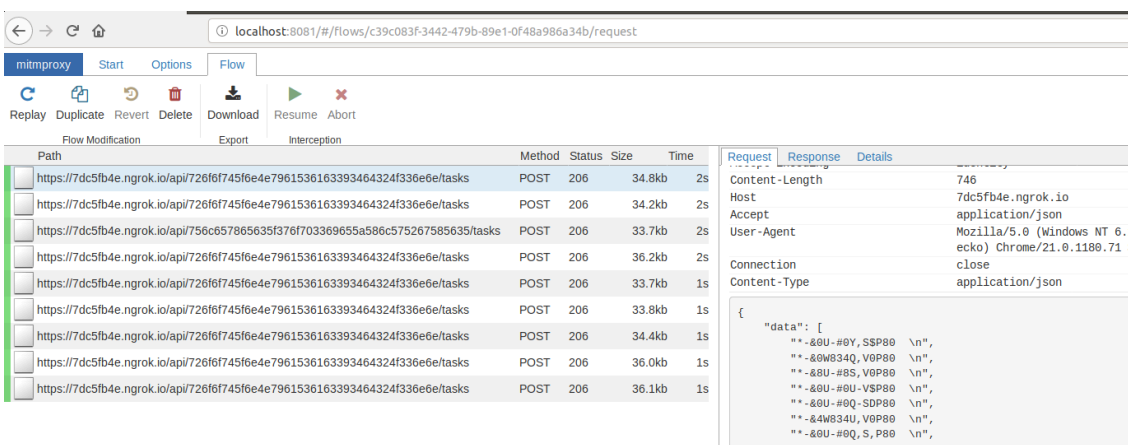 localhost:8081/#/flows/c39c083f-3442-479b-89e1-0f48a986a34b/request
mitmproxy Start Options Flow
Replay Duplicate Revert Delete Download Resume Abort
Flow Modification Export Interception
Path Method Status Size Time
https://7dc5fb4e.ngrok.io/api/726f6f745f6e4e7961536163393464324f336e6e/tasks POST 206 34.8kb 2s
https://7dc5fb4e.ngrok.io/api/726f6f745f6e4e7961536163393464324f336e6e/tasks POST 206 34.2kb 2s
https://7dc5fb4e.ngrok.io/api/756c657865635f376f703369655a586c575267585635/tasks POST 206 33.7kb 2s
https://7dc5fb4e.ngrok.io/api/726f6f745f6e4e7961536163393464324f336e6e/tasks POST 206 36.2kb 2s
https://7dc5fb4e.ngrok.io/api/726f6f745f6e4e7961536163393464324f336e6e/tasks POST 206 33.7kb 1s
https://7dc5fb4e.ngrok.io/api/726f6f745f6e4e7961536163393464324f336e6e/tasks POST 206 33.8kb 1s
https://7dc5fb4e.ngrok.io/api/726f6f745f6e4e7961536163393464324f336e6e/tasks POST 206 34.4kb 1s
https://7dc5fb4e.ngrok.io/api/726f6f745f6e4e7961536163393464324f336e6e/tasks POST 206 36.0kb 1s
https://7dc5fb4e.ngrok.io/api/726f6f745f6e4e7961536163393464324f336e6e/tasks POST 206 36.1kb 1s
Request Response Details
Content-Length 746
Host 7dc5fb4e.ngrok.io
Accept application/json
User-Agent Mozilla/5.0 (Windows NT 6.
ecko) Chrome/21.0.1180.71
Connection close
Content-Type application/json
{
"data": [
"*-&0U-#0Y,S$P80 \n",
"*-&0W834Q,V0P80 \n",
"*-&8U-#8S,V0P80 \n",
"*-&0U-#0U-V$P80 \n",
"*-&0U-#0Q-SDP80 \n",
"*-&4W834U,V0P80 \n",
"*-&0U-#0Q,S,P80 \n",